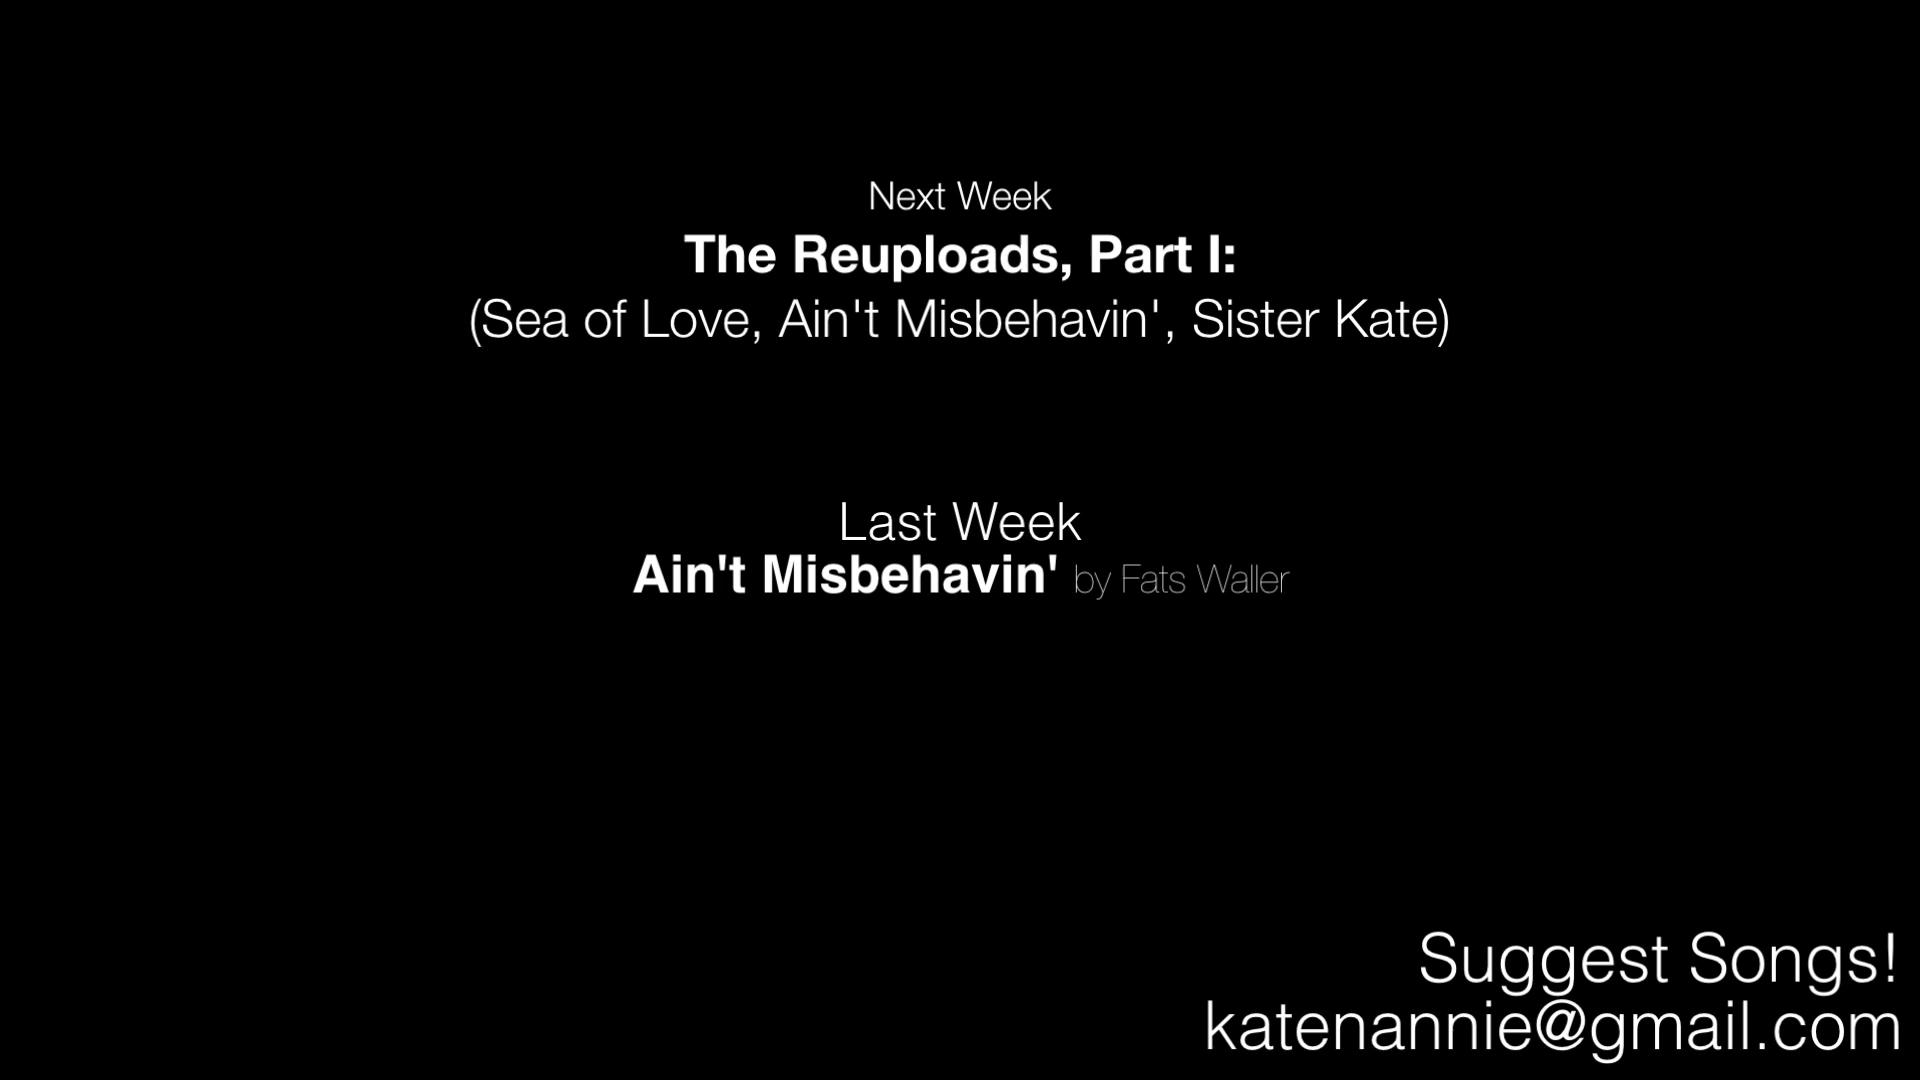 Next Week
The Reuploads, Part I:
(Sea of Love, Ain't Misbehavin', Sister Kate)
Last Week
Ain't Misbehavin' by Fats Waller
Suggest Songs!
katenannie@gmail.com